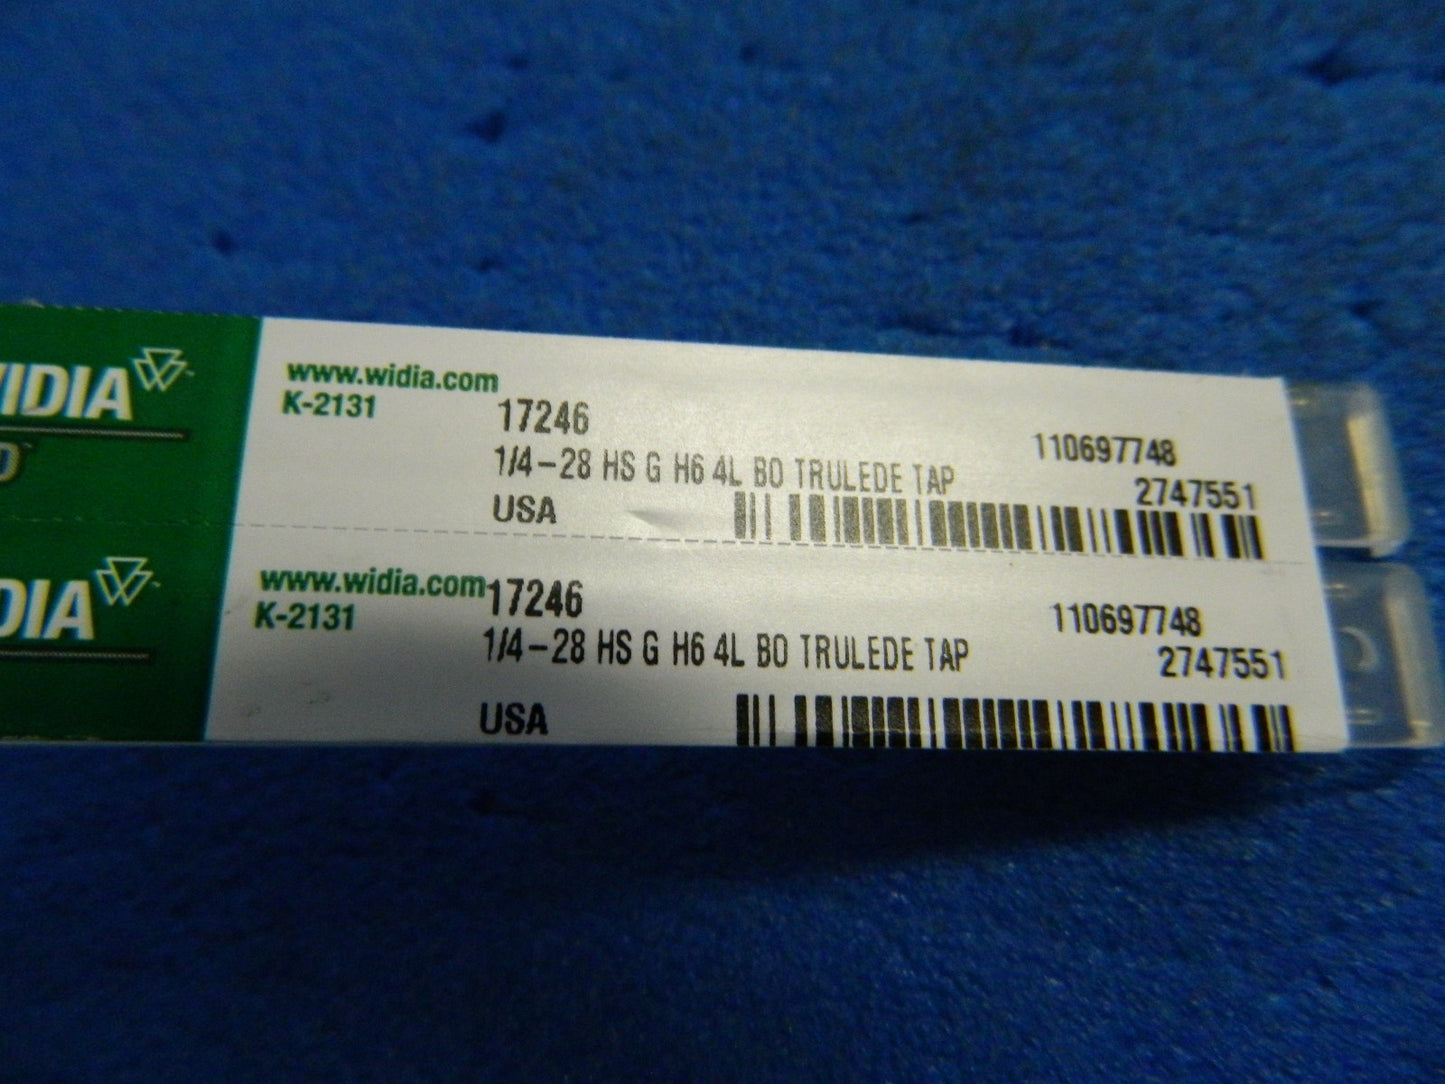 WIDIA
www.widia.com
K-2131
17246
110697748
1/4-28 HS G H6 4L BO TRULEDE TAP
2747551
USA
DIA
www.widia.com
K-2131
17246
110697748
1/4-28 HS G H6 4L BO TRULEDE TAP
2747551
USA